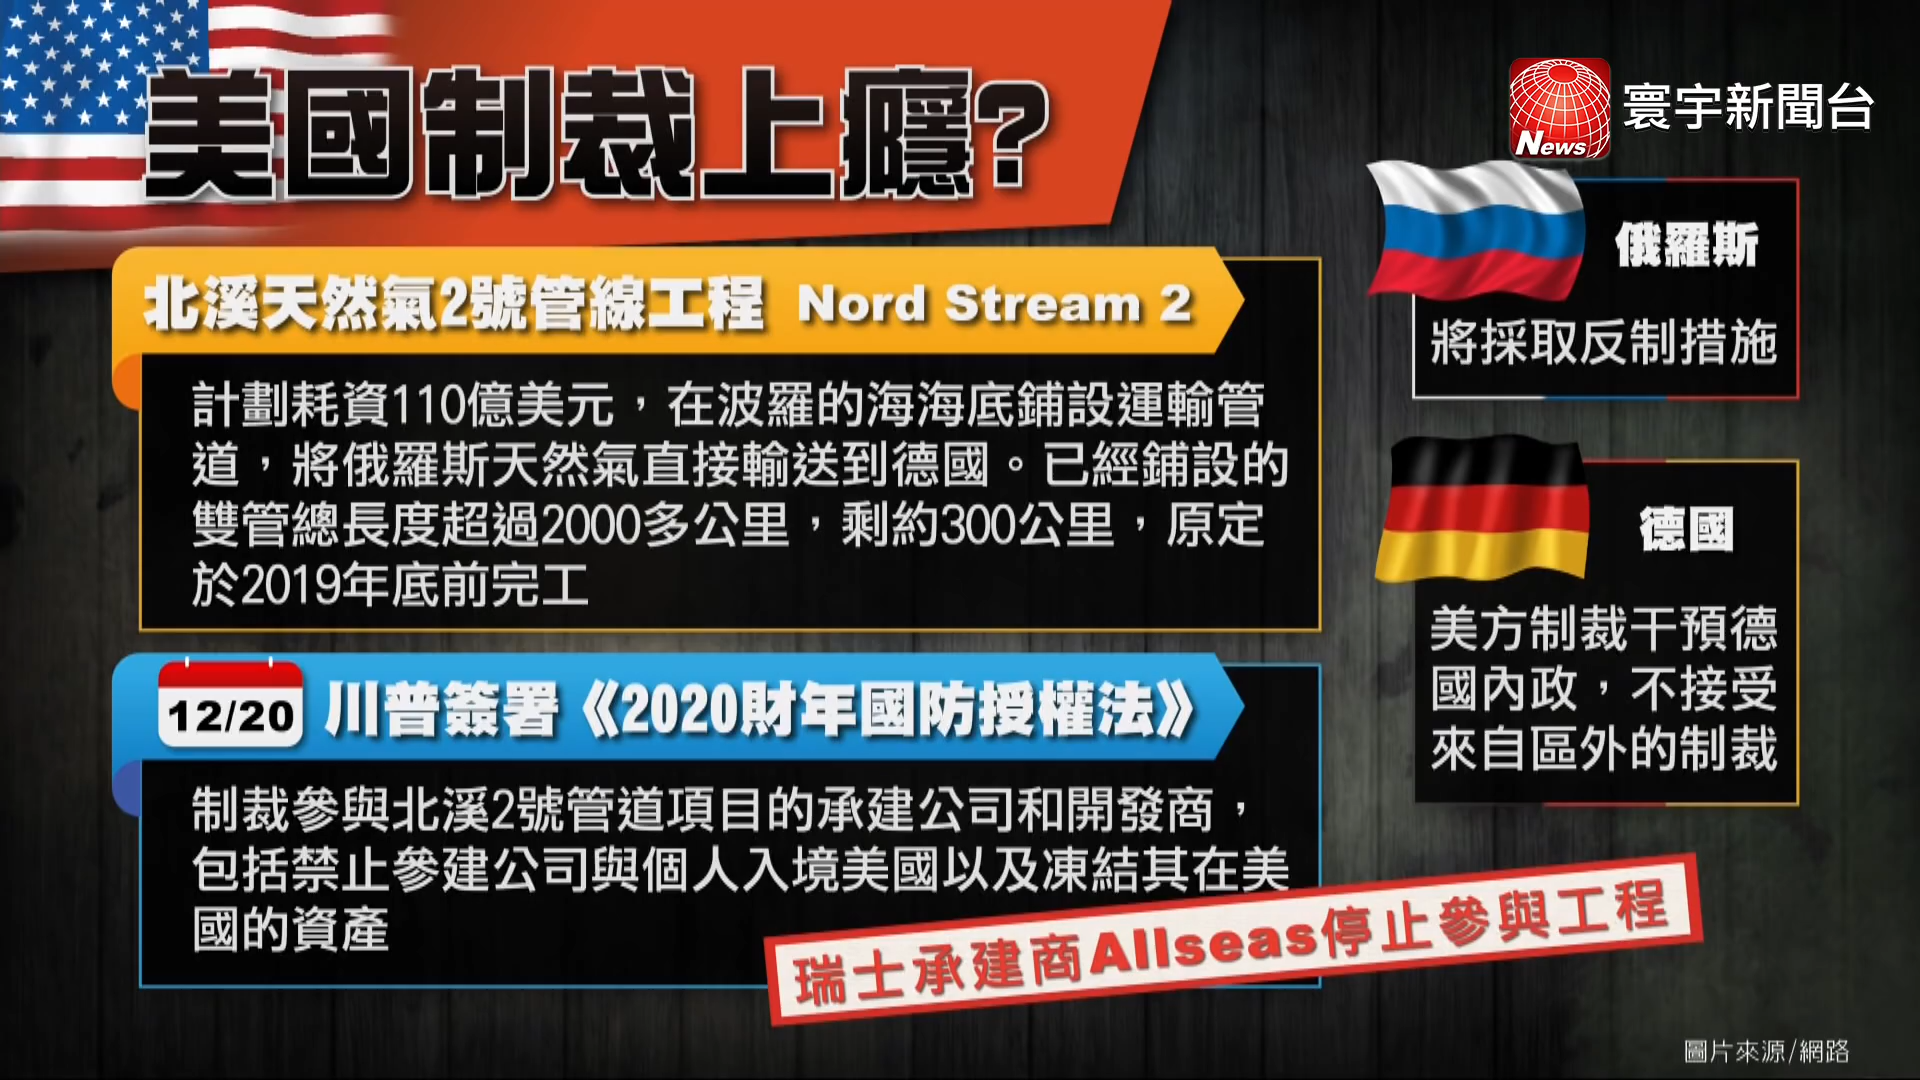 美國制裁上癮?
News
寰宇新聞台
北溪天然氣2號管線工程 Nord Stream 2
計劃耗資110億美元，在波羅的海海底鋪設運輸管
道，將俄羅斯天然氣直接輸送到德國。已經鋪設的
雙管總長度超過2000多公里，剩約300公里，原定
於2019年底前完工
12/20 川普簽署《2020財年國防授權法》
制裁參與北溪2號管道項目的承建公司和開發商，
包括禁止參建公司與個人入境美國以及凍結其在美
國的資產
俄羅斯
將採取反制措施
德國
美方制裁干預德
國內政，不接受
來自區外的制裁
瑞士承建商Allseas停止參與工程
圖片來源/網路